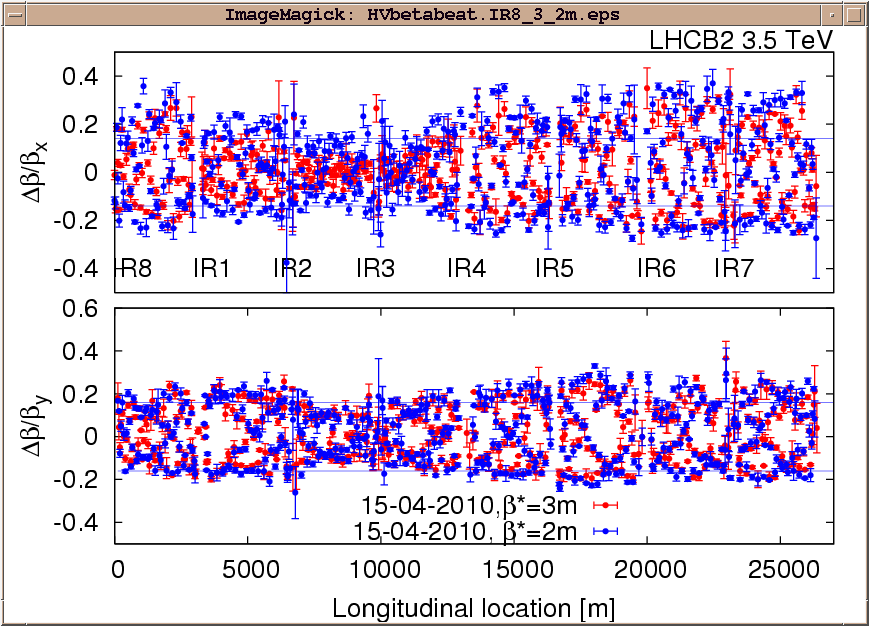 ImageMagick: HVbetabeat.IR8_3_2m.eps
LHCB2 3.5 TeV
0.4
0.2
0
-0.2
-0.4
Δβ/βx
IR8 IR1 IR2 IR3 IR4 IR5 IR6 IR7
0.6
0.4
0.2
0
-0.2
-0.4
Δβ/βy
15-04-2010,β*=3m
15-04-2010, β*=2m
0 5000 10000 15000 20000 25000
Longitudinal location [m]